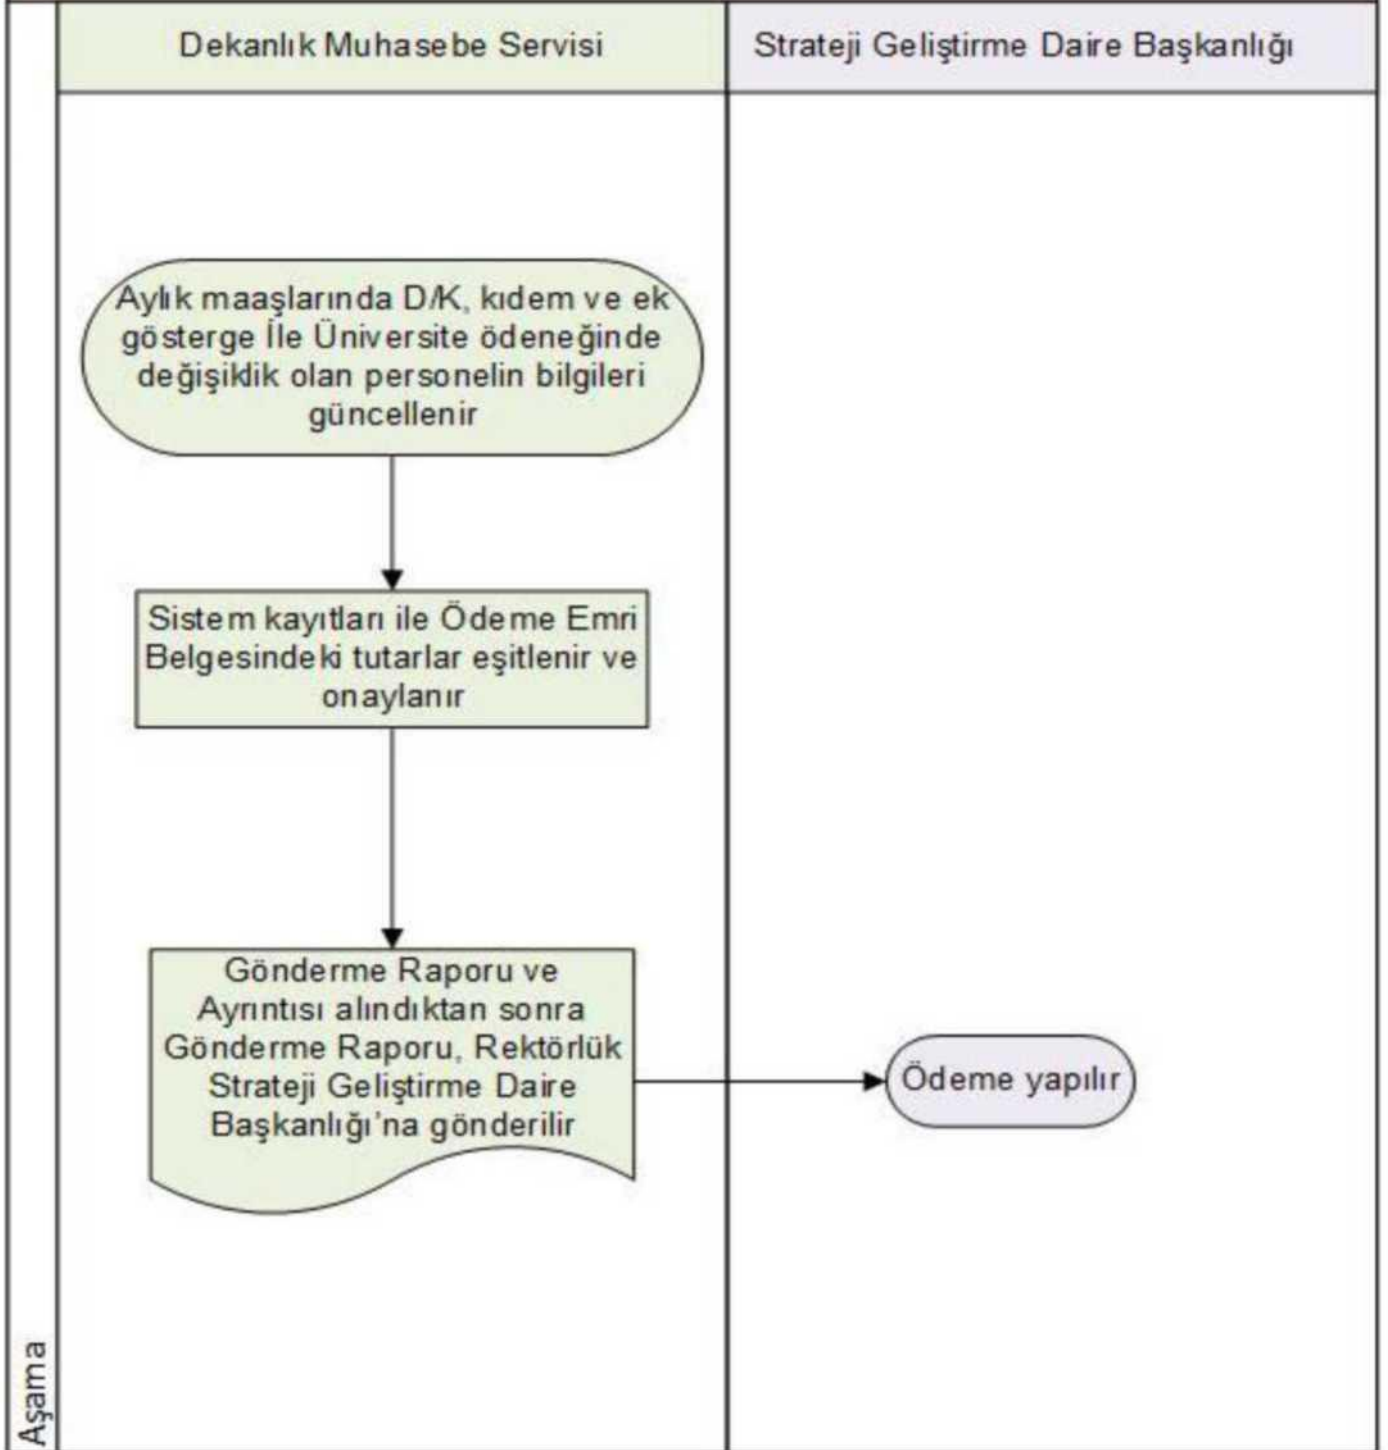 Dekanlık Muhasebe Servisi
Strateji Geliştirme Daire Başkanlığı
Aylık maaşlarında D/K, kıdem ve ek
gösterge İle Üniversite ödeneğinde
değişiklik olan personelin bilgileri
güncellenir
Sistem kayıtları ile Ödeme Emri
Belgesindeki tutarlar eşitlenir ve
onaylanır
Gönderme Raporu ve
Ayrıntısı alındıktan sonra
Gönderme Raporu, Rektörlük
Strateji Geliştirme Daire
Başkanlığı’na gönderilir
Ödeme yapılır
Aşama